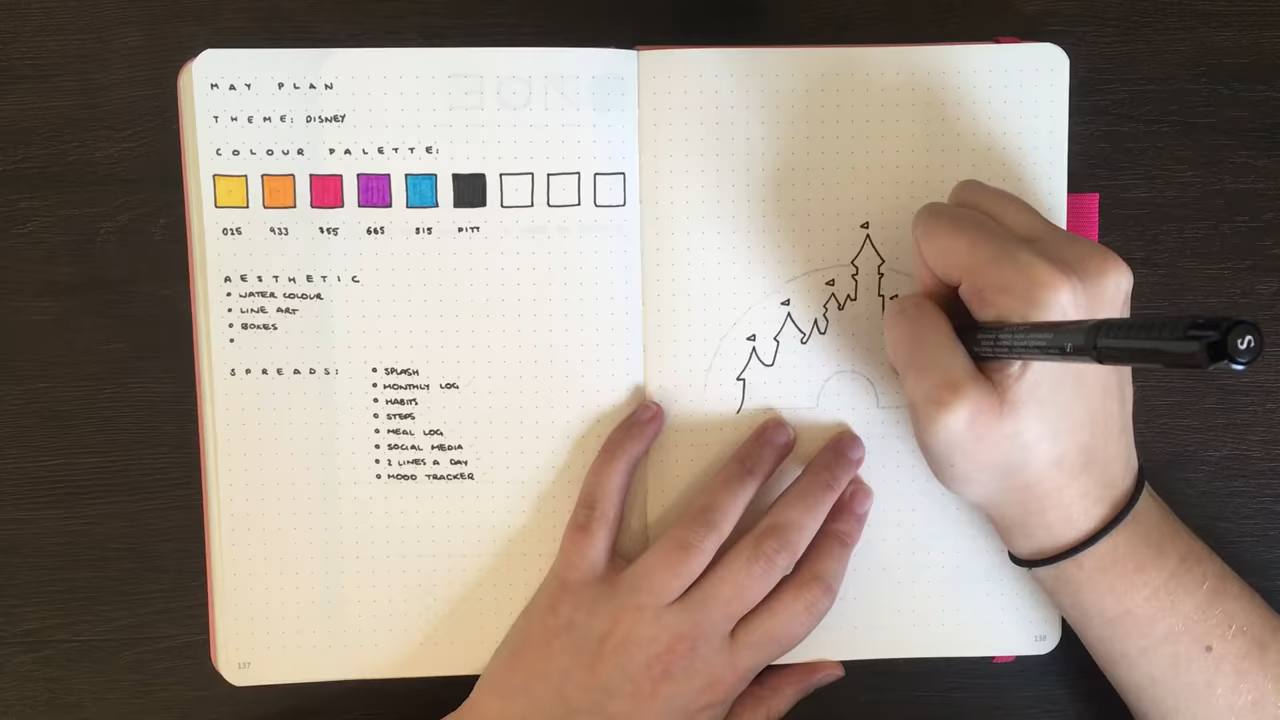 MAY PLAN
THEME: DISNEY
COLOUR PALETTE:
025 933 755 665 515 PITT
AESTHETIC
WATER COLOUR
LINE ART
BOXES
SPREADS:
SPLASH
MONTHLY LOG
HABITS
STEPS
MEAL LOG
SOCIAL MEDIA
2 LINES A DAY
MOOD TRACKER
137
138
S
S